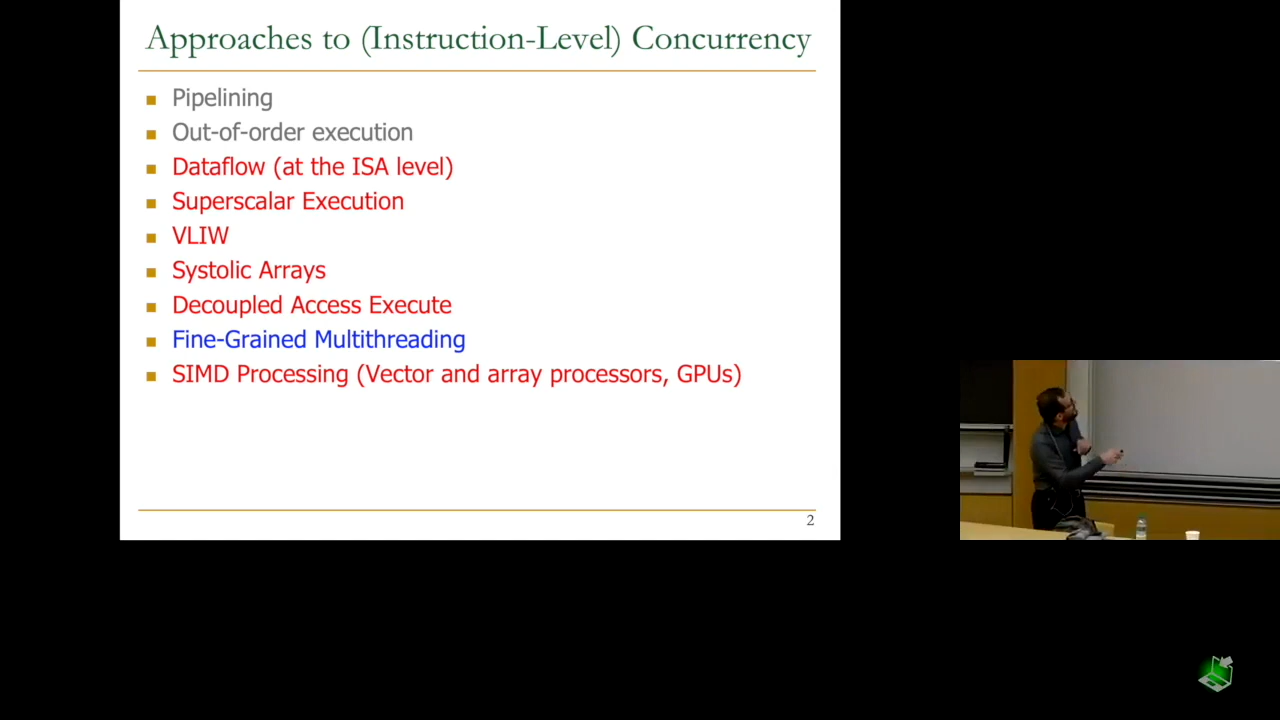 Approaches to (Instruction-Level) Concurrency
Pipelining
Out-of-order execution
Dataflow (at the ISA level)
Superscalar Execution
VLIW
Systolic Arrays
Decoupled Access Execute
Fine-Grained Multithreading
SIMD Processing (Vector and array processors, GPUs)
2